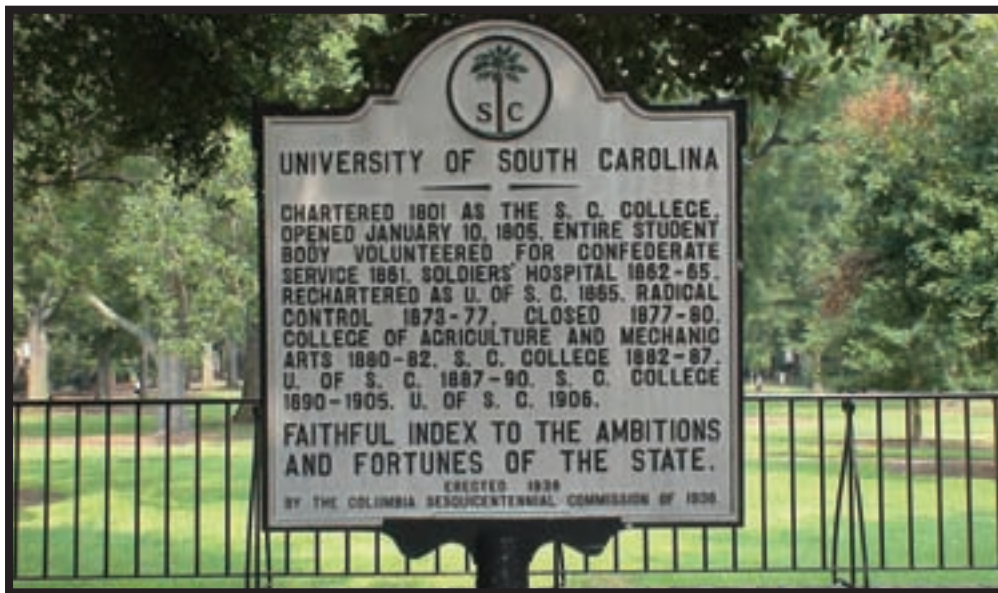 S C
UNIVERSITY OF SOUTH CAROLINA
CHARTERED 1801 AS THE S. C. COLLEGE.
OPENED JANUARY 10, 1805. ENTIRE STUDENT
BODY VOLUNTEERED FOR CONFEDERATE
SERVICE 1861. SOLDIERS' HOSPITAL 1862-65.
RECHARTERED AS U. OF S. C. 1865. RADICAL
CONTROL 1873-77. CLOSED 1877-80.
COLLEGE OF AGRICULTURE AND MECHANIC
ARTS 1880-82. S. C. COLLEGE 1882-87.
U. OF S. C. 1887-90. S. C. COLLEGE
1890-1905. U. OF S. C. 1906.
FAITHFUL INDEX TO THE AMBITIONS
AND FORTUNES OF THE STATE.
ERECTED 1936
BY THE COLUMBIA SESQUICENTENNIAL COMMISSION OF 1936